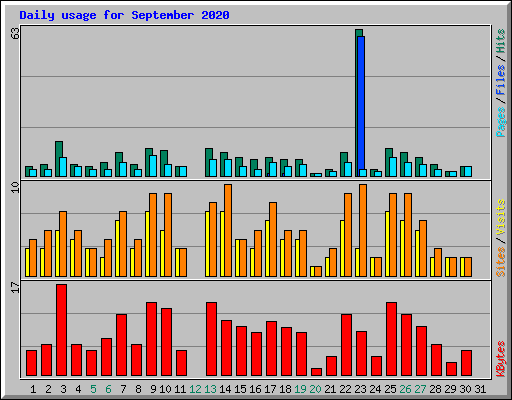 Daily usage for September 2020
63
Pages / Files / Hits
10
Sites / Visits
17
KBytes
1 2 3 4 5 6 7 8 9 10 11 12 13 14 15 16 17 18 19 20 21 22 23 24 25 26 27 28 29 30 31